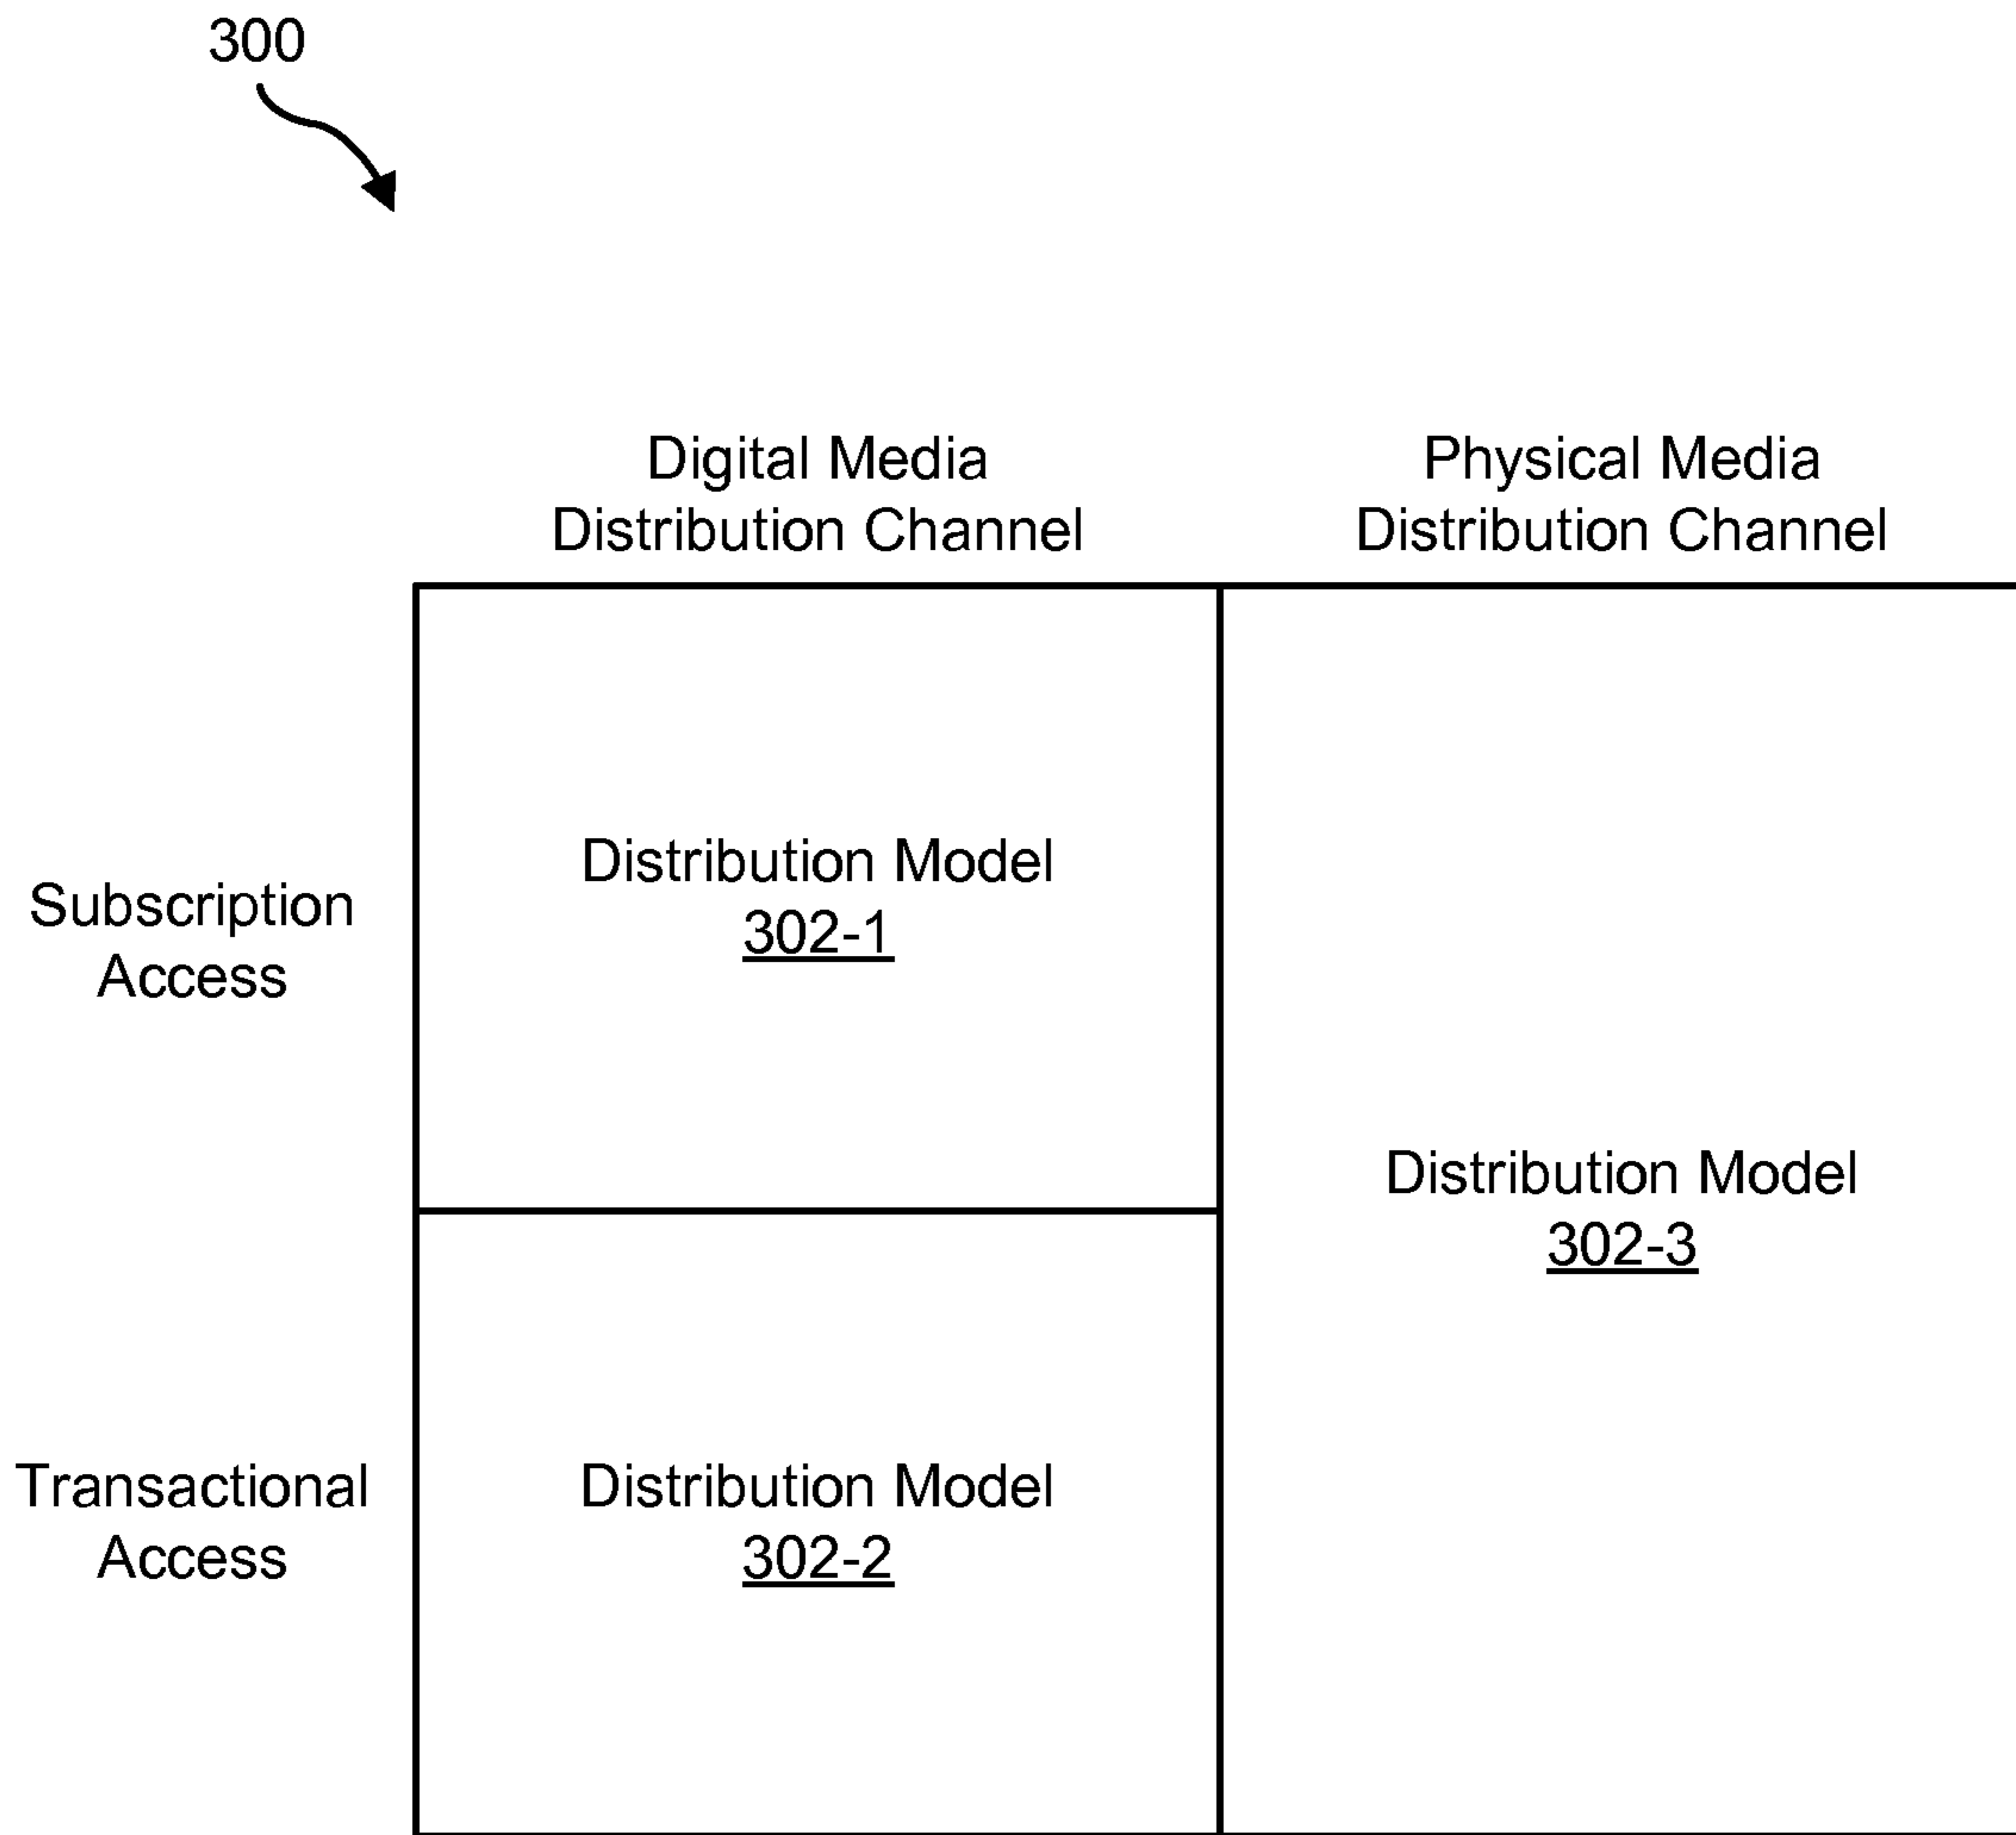 300
Digital Media
Distribution Channel
Physical Media
Distribution Channel
Subscription
Access
Distribution Model
302-1
Distribution Model
302-3
Transactional
Access
Distribution Model
302-2